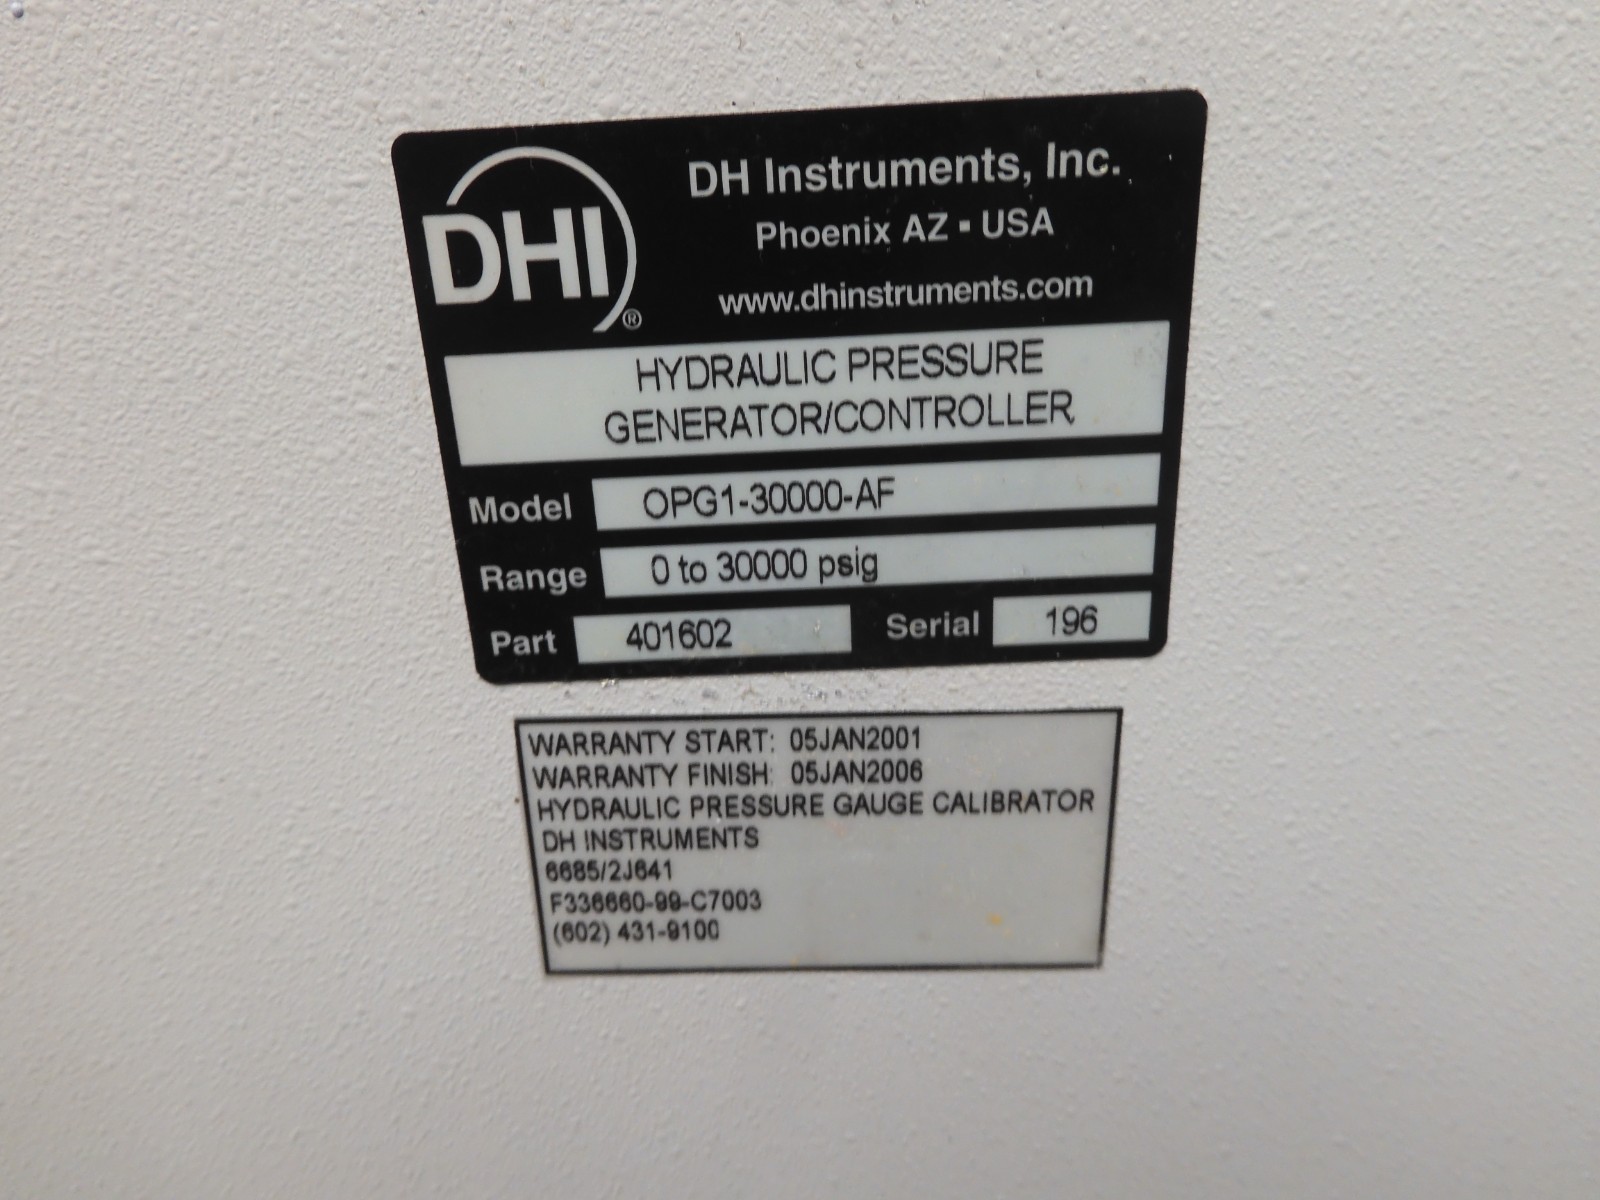 DHI®
DH Instruments, Inc.
Phoenix AZ ▪ USA
www.dhinstruments.com
HYDRAULIC PRESSURE
GENERATOR/CONTROLLER
Model OPG1-30000-AF
Range 0 to 30000 psig
Part 401602 Serial 196
WARRANTY START: 05JAN2001
WARRANTY FINISH: 05JAN2006
HYDRAULIC PRESSURE GAUGE CALIBRATOR
DH INSTRUMENTS
6685/2J641
F336660-99-C7003
(602) 431-9100